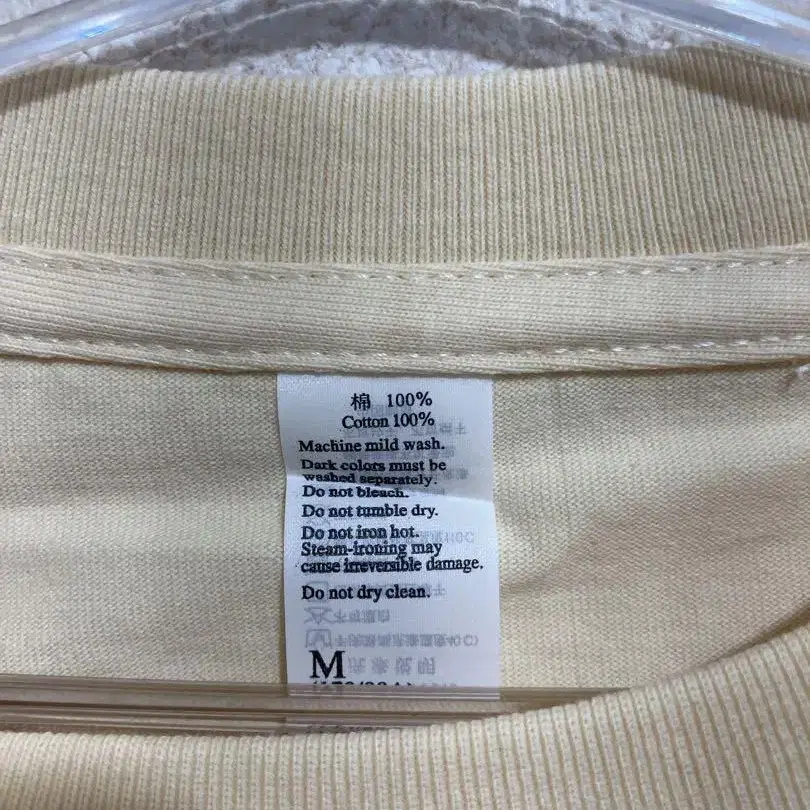 棉 100%
Cotton 100%
Machine mild wash.
Dark colors must be
washed separately.
Do not bleach.
Do not tumble dry.
Do not iron hot.
Steam-ironing may
cause irreversible damage.
Do not dry clean.
M